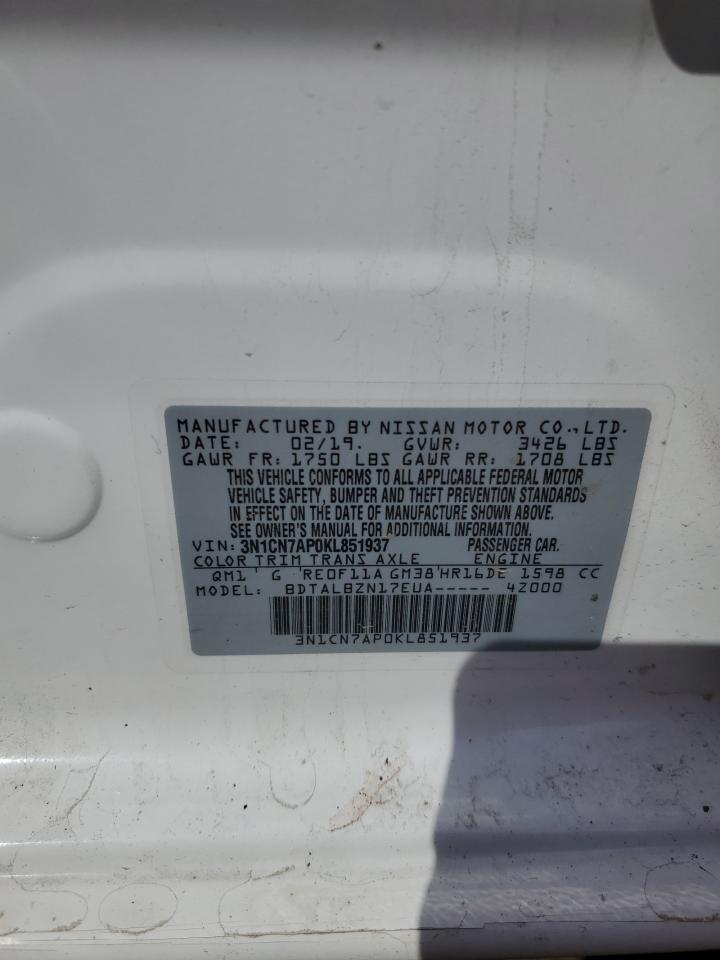 MANUFACTURED BY NISSAN MOTOR CO.,LTD.
DATE: 02/19. GVWR: 3426 LBS
GAWR FR: 1750 LBS GAWR RR: 1708 LBS
THIS VEHICLE CONFORMS TO ALL APPLICABLE FEDERAL MOTOR
VEHICLE SAFETY, BUMPER AND THEFT PREVENTION STANDARDS
IN EFFECT ON THE DATE OF MANUFACTURE SHOWN ABOVE.
SEE OWNER'S MANUAL FOR ADDITIONAL INFORMATION.
VIN: 3N1CN7AP0KL851937 PASSENGER CAR.
COLOR TRIM TRANS AXLE ENGINE
QM1 G RE0F11A GM38 HR16DE 1598 CC
MODEL: BDTALBZN17EUA----- 4Z000
3N1CN7AP0KL851937